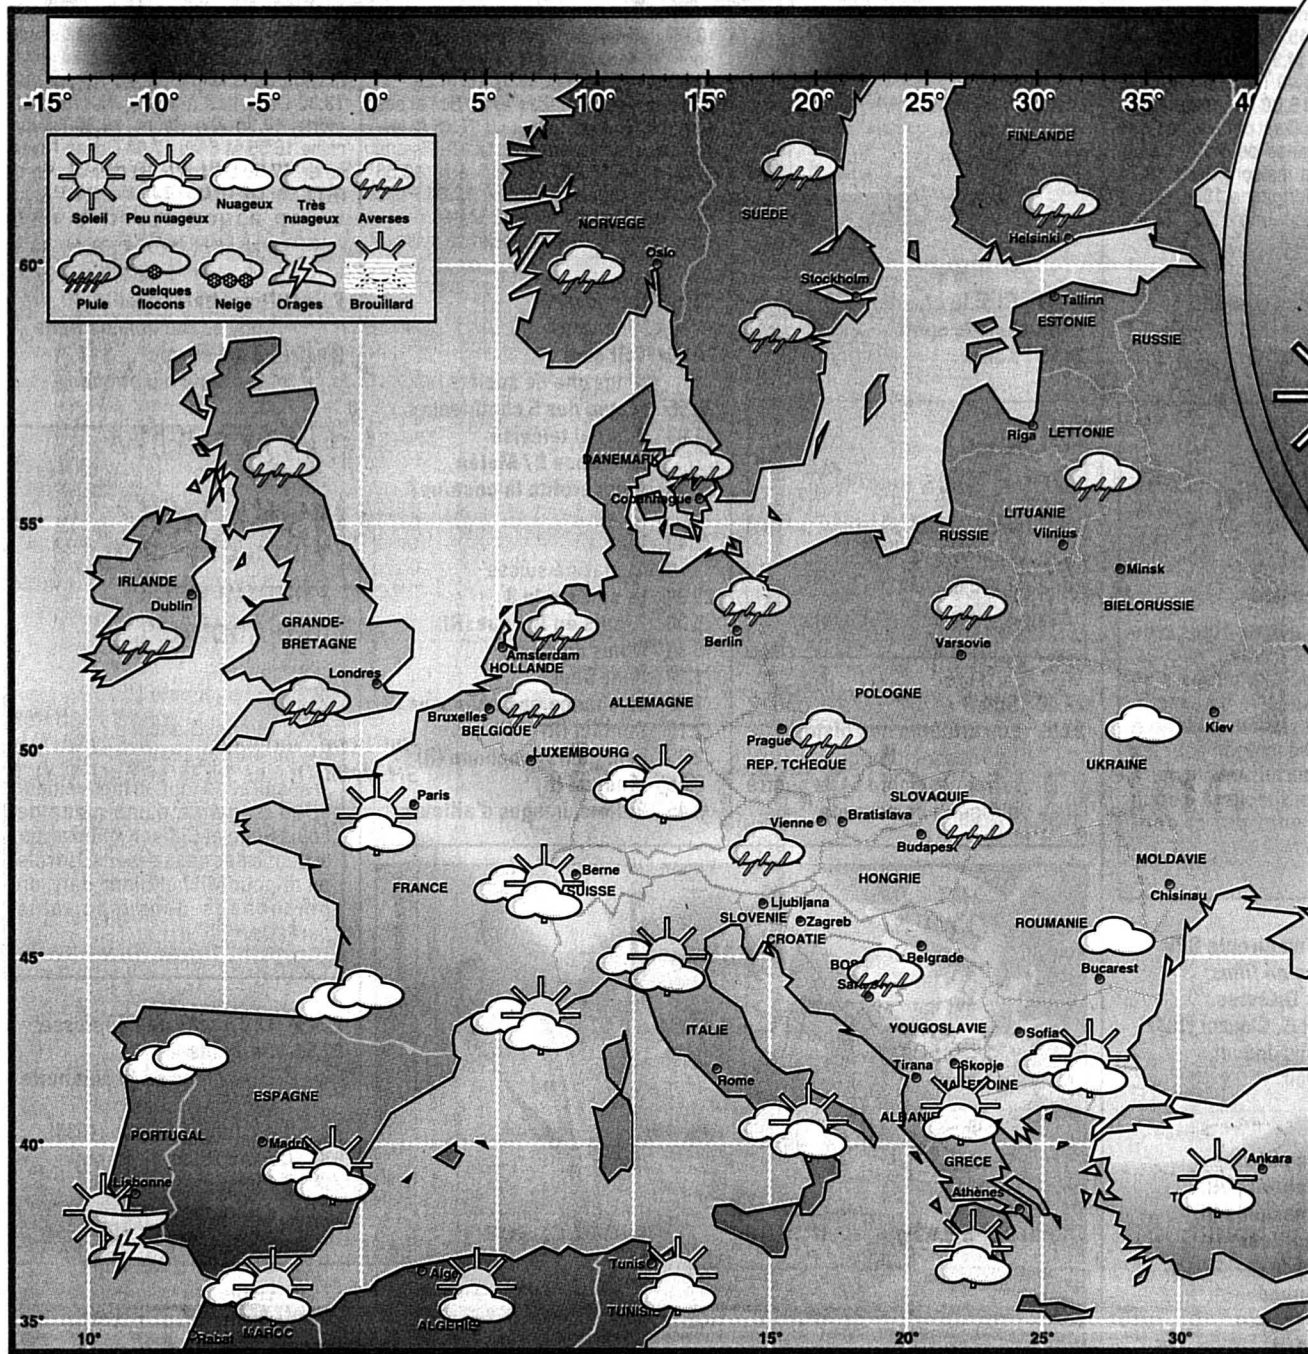 -15° -10° -5° 0° 5° 10° 15° 20° 25° 30° 35°
Soleil
Peu nuageux
Nuageux
Très nuageux
Averses
Pluie
Quelques flocons
Neige
Orages
Brouillard
FINLANDE
NORVEGE
SUÈDE
Helsinki
Oslo
60°
Stockholm
Tallinn
ESTONIE
RUSSIE
Riga
LETTONIE
DANEMARK
Copenhague
LITUANIE
55°
RUSSIE
Vilnius
Minsk
IRLANDE
Dublin
BIELORUSSIE
GRANDE-
BRETAGNE
Berlin
Varsovie
Amsterdam
HOLLANDE
Londres
POLOGNE
ALLEMAGNE
Bruxelles
BELGIQUE
Kiev
50°
LUXEMBOURG
Prague
REP. TCHEQUE
UKRAINE
Paris
SLOVAQUIE
Vienne
Bratislava
Budapest
MOLDAVIE
Berne
SUISSE
HONGRIE
FRANCE
Chisinau
Ljubljana
SLOVENIE
Zagreb
ROUMANIE
CROATIE
45°
Belgrade
Bucarest
ITALIE
YOUGOSLAVIE
Sofia
Tirana
Skopje
Rome
ESPAGNE
ALBANIE
PORTUGAL
40°
GRECE
Ankara
Lisbonne
Athènes
Tunis
TUNISIE
ALGERIE
MAROC
Rabat
35°
10° 15° 20° 25° 30°